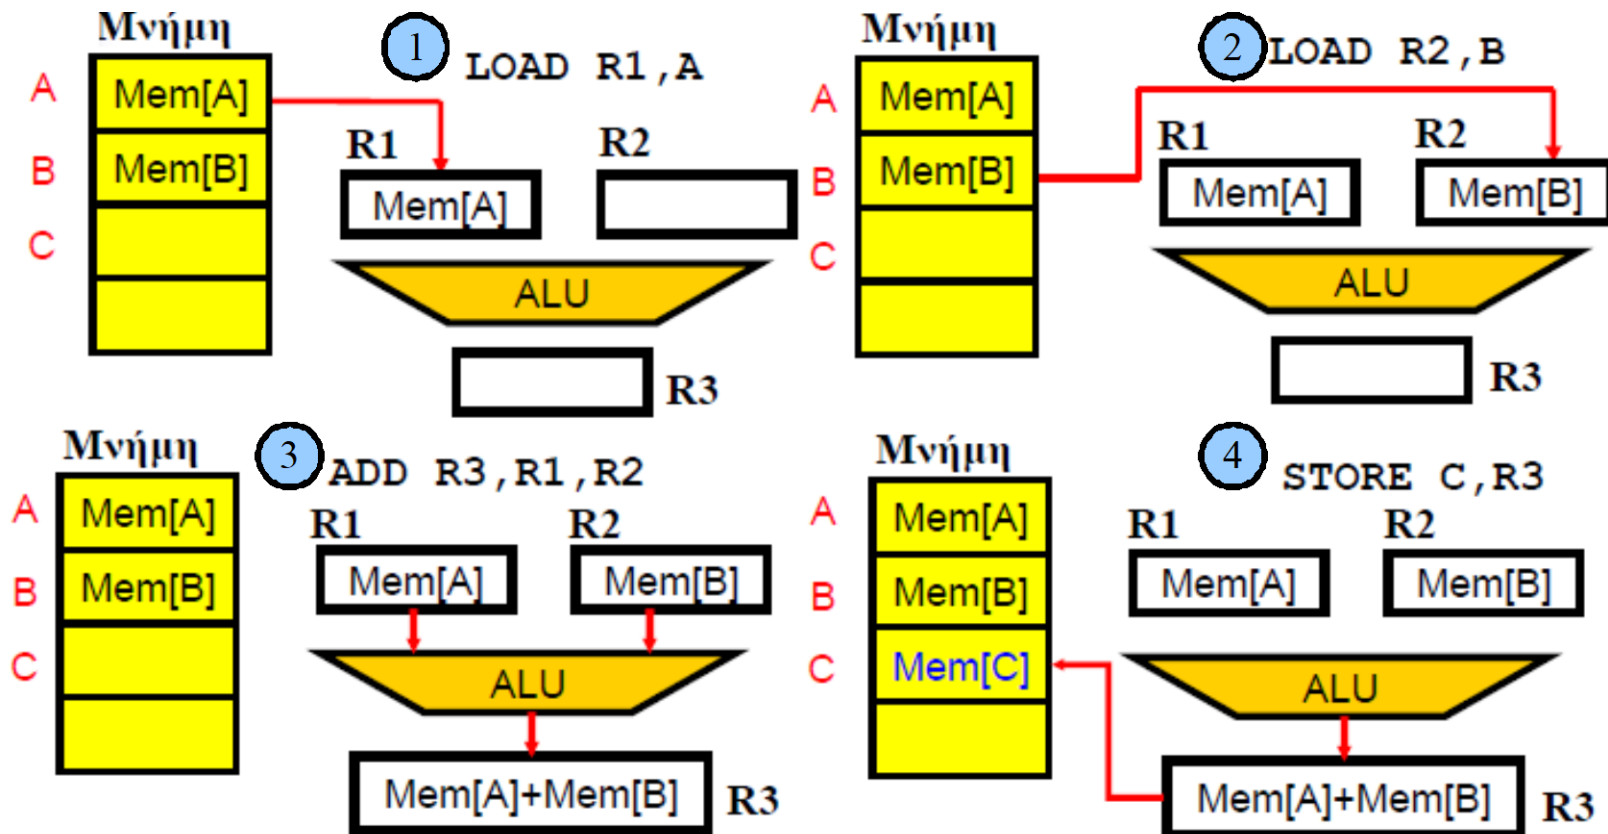 Μνήμη
1
LOAD R1,A
A
Mem[A]
B
Mem[B]
C
R1
R2
Mem[A]
ALU
R3
Μνήμη
2
LOAD R2,B
A
Mem[A]
B
Mem[B]
C
R1
R2
Mem[A]
Mem[B]
ALU
R3
Μνήμη
3
ADD R3,R1,R2
A
Mem[A]
B
Mem[B]
C
R1
R2
Mem[A]
Mem[B]
ALU
Mem[A]+Mem[B]
R3
Μνήμη
4
STORE C,R3
A
Mem[A]
B
Mem[B]
C
Mem[C]
R1
R2
Mem[A]
Mem[B]
ALU
Mem[A]+Mem[B]
R3